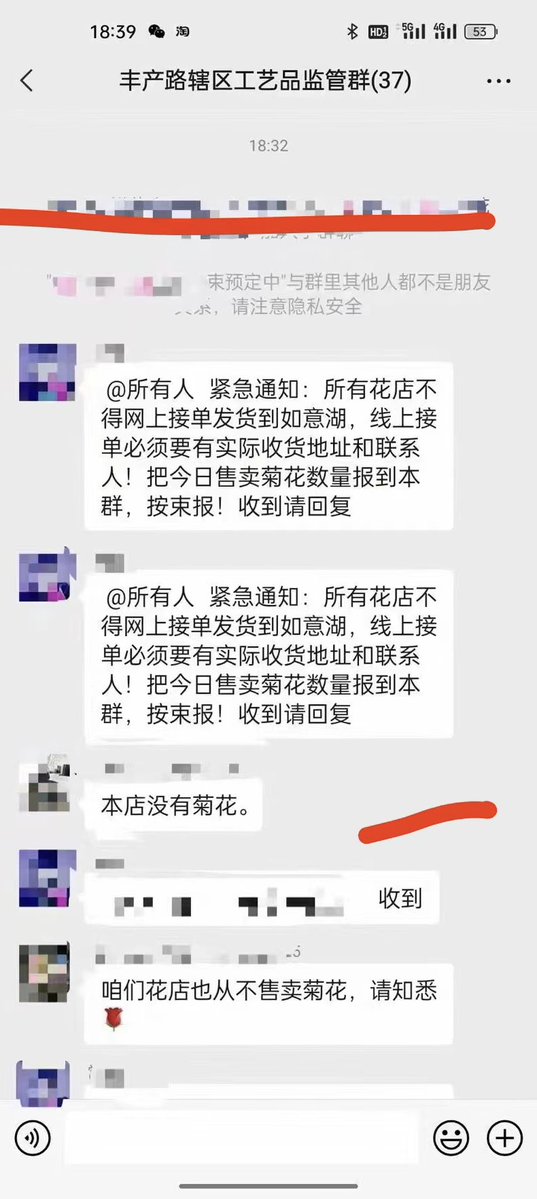 18:39
淘
HD
5G
4G
53
丰产路辖区工艺品监管群(37)
18:32
束预定中"与群里其他人都不是朋友
系，请注意隐私安全
@所有人 紧急通知：所有花店不
得网上接单发货到如意湖，线上接
单必须要有实际收货地址和联系
人！把今日售卖菊花数量报到本
群，按束报！收到请回复
@所有人 紧急通知：所有花店不
得网上接单发货到如意湖，线上接
单必须要有实际收货地址和联系
人！把今日售卖菊花数量报到本
群，按束报！收到请回复
本店没有菊花。
收到
咱们花店也从不售卖菊花，请知悉